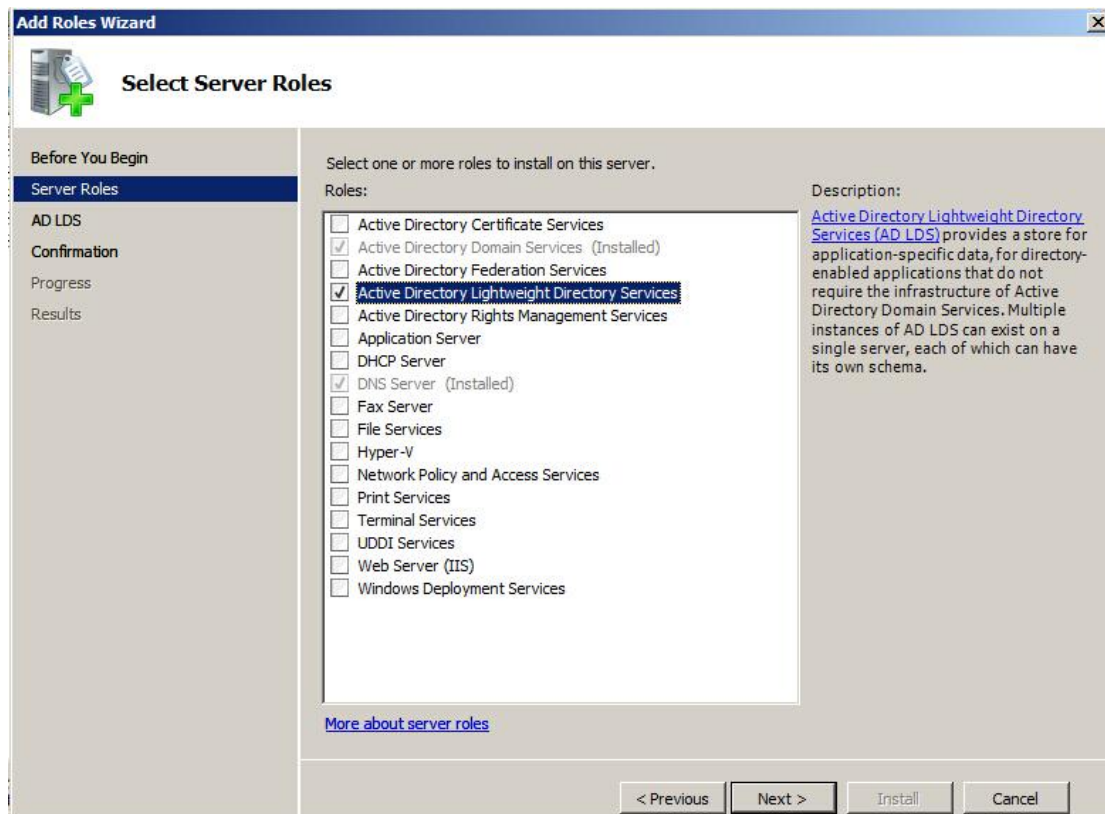 Add Roles Wizard
Select Server Roles
Before You Begin
Server Roles
AD LDS
Confirmation
Progress
Results
Select one or more roles to install on this server.
Roles:
Active Directory Certificate Services
Active Directory Domain Services (Installed)
Active Directory Federation Services
Active Directory Lightweight Directory Services
Active Directory Rights Management Services
Application Server
DHCP Server
DNS Server (Installed)
Fax Server
File Services
Hyper-V
Network Policy and Access Services
Print Services
Terminal Services
UDDI Services
Web Server (IIS)
Windows Deployment Services
More about server roles
Description:
Active Directory Lightweight Directory
Services (AD LDS) provides a store for
application-specific data, for directory-
enabled applications that do not
require the infrastructure of Active
Directory Domain Services. Multiple
instances of AD LDS can exist on a
single server, each of which can have
its own schema.
< Previous
Next >
Install
Cancel